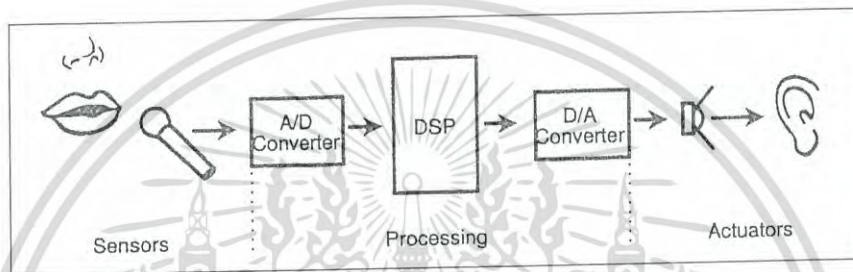 A/D
Converter
DSP
D/A
Converter
Sensors
Processing
Actuators